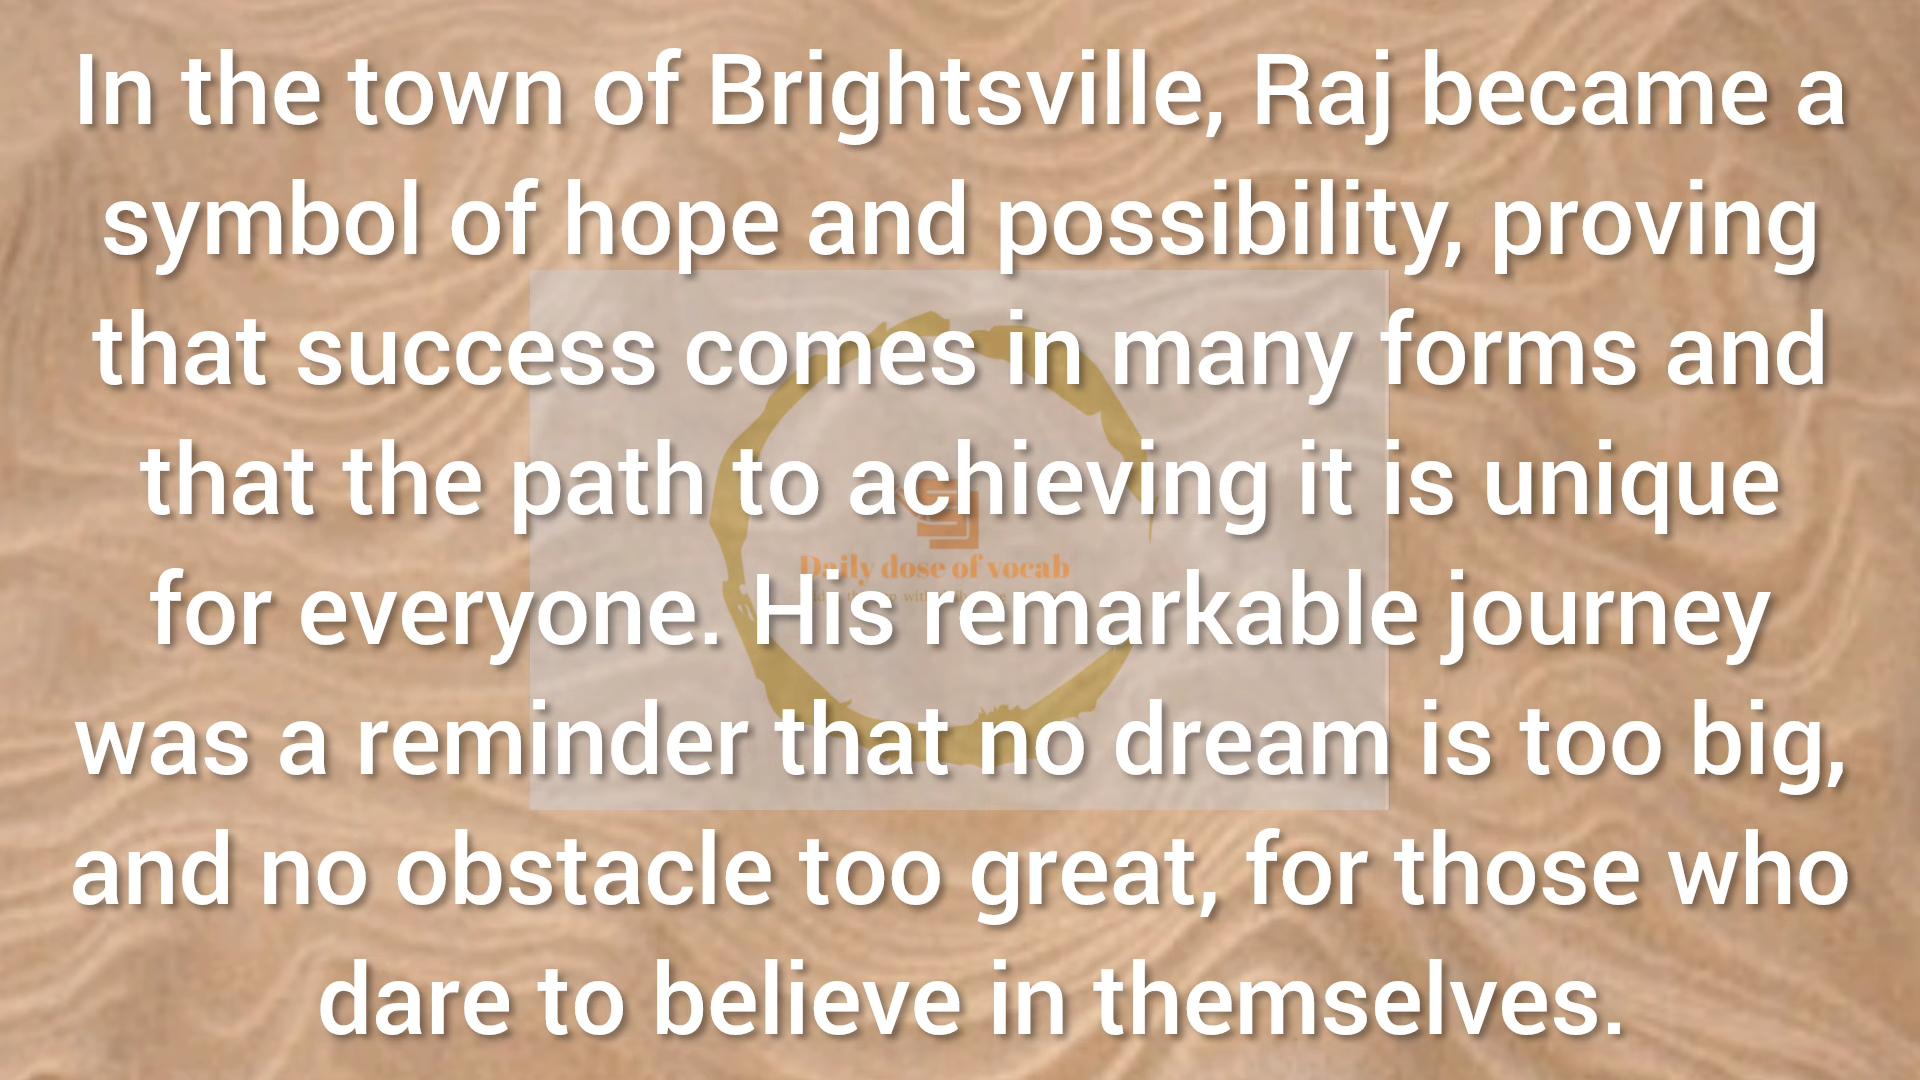 In the town of Brightsville, Raj became a
symbol of hope and possibility, proving
that success comes in many forms and
that the path to achieving it is unique
Daily dose of vocab
for everyone. His remarkable journey
was a reminder that no dream is too big,
and no obstacle too great, for those who
dare to believe in themselves.